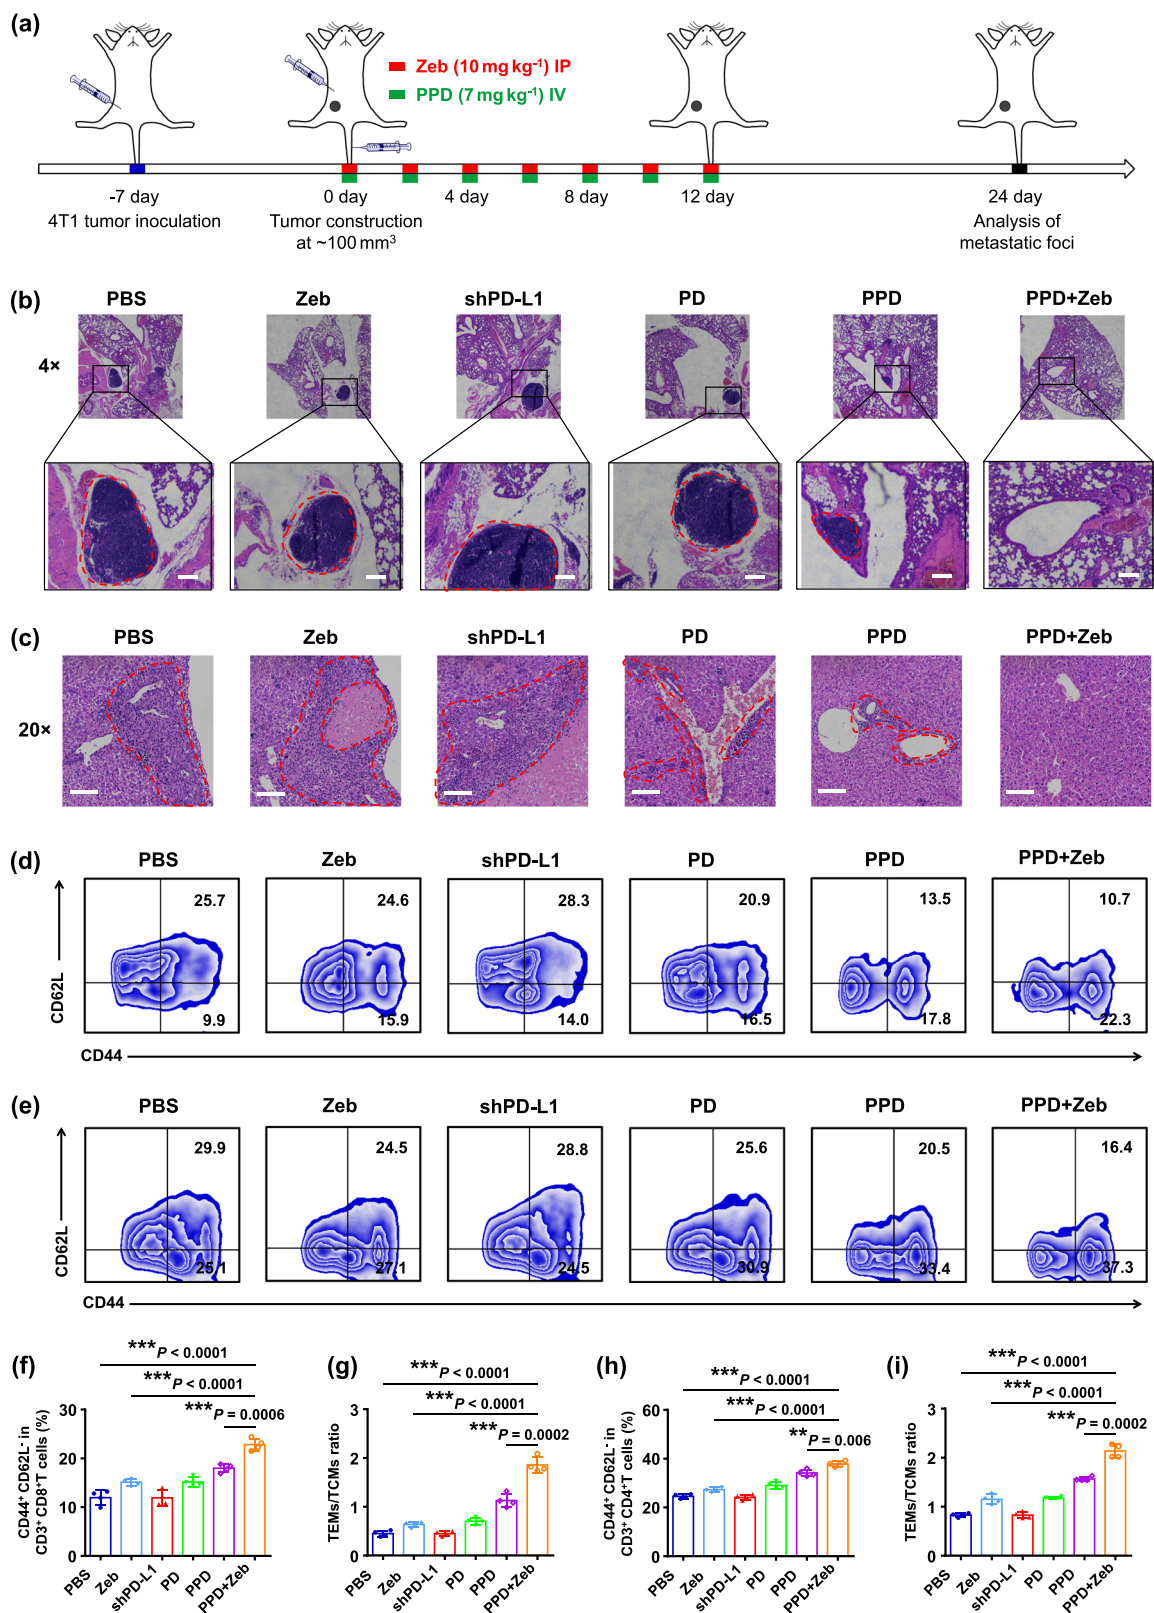 (a)
Zeb (10 mg kg⁻¹) IP
PPD (7 mg kg⁻¹) IV
-7 day
0 day
4 day
8 day
12 day
24 day
4T1 tumor inoculation
Tumor construction
at ~100 mm³
Analysis of
metastatic foci
(b)
PBS
Zeb
shPD-L1
PD
PPD
PPD+Zeb
4×
(c)
PBS
Zeb
shPD-L1
PD
PPD
PPD+Zeb
20×
(d)
PBS
Zeb
shPD-L1
PD
PPD
PPD+Zeb
CD62L
25.7
24.6
28.3
20.9
13.5
10.7
9.9
15.9
14.0
16.5
17.8
22.3
CD44
(e)
PBS
Zeb
shPD-L1
PD
PPD
PPD+Zeb
CD62L
29.9
24.5
28.8
25.6
20.5
16.4
25.1
27.1
24.5
30.9
33.4
37.3
CD44
(f)
***P < 0.0001
***P < 0.0001
***P = 0.0006
CD44⁺ CD62L⁻ in
CD3⁺ CD8⁺T cells (%)
30
20
10
0
PBS
Zeb
shPD-L1
PD
PPD
PPD+Zeb
(g)
***P < 0.0001
***P < 0.0001
***P = 0.0002
TEMs/TCMs ratio
3
2
1
0
PBS
Zeb
shPD-L1
PD
PPD
PPD+Zeb
(h)
***P < 0.0001
***P < 0.0001
**P = 0.006
CD44⁺ CD62L⁻ in
CD3⁺ CD4⁺T cells (%)
60
40
20
0
PBS
Zeb
shPD-L1
PD
PPD
PPD+Zeb
(i)
***P < 0.0001
***P < 0.0001
***P = 0.0002
TEMs/TCMs ratio
3
2
1
0
PBS
Zeb
shPD-L1
PD
PPD
PPD+Zeb